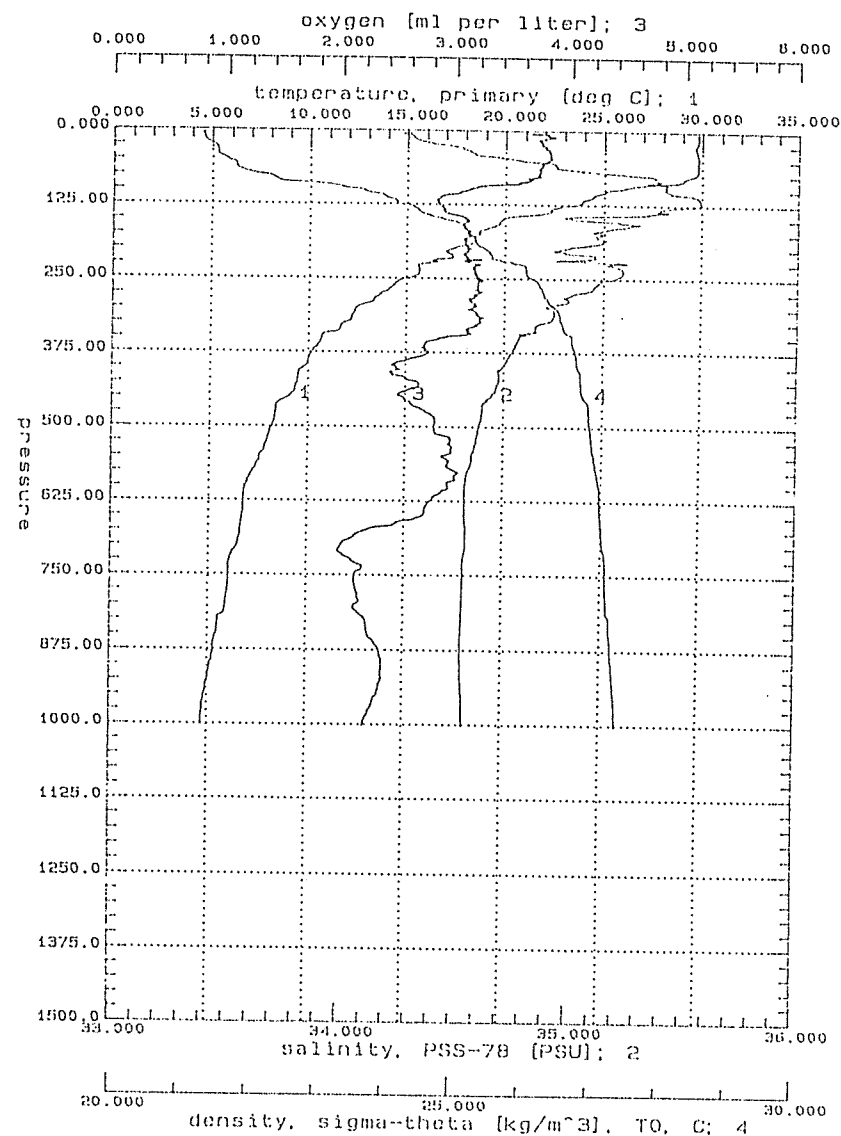 oxygen [ml per liter]; 3
0.000 1.000 2.000 3.000 4.000 5.000 6.000
temperature, primary [deg C]; 1
0.000 5.000 10.000 15.000 20.000 25.000 30.000 35.000
0.000
125.00
250.00
375.00
1 3 2 4
500.00
pressure
625.00
750.00
875.00
1000.0
1125.0
1250.0
1375.0
1500.0
33.000 34.000 35.000 36.000
salinity, PSS-78 [PSU]; 2
20.000 25.000 30.000
density, sigma-theta [kg/m^3], T0, C; 4